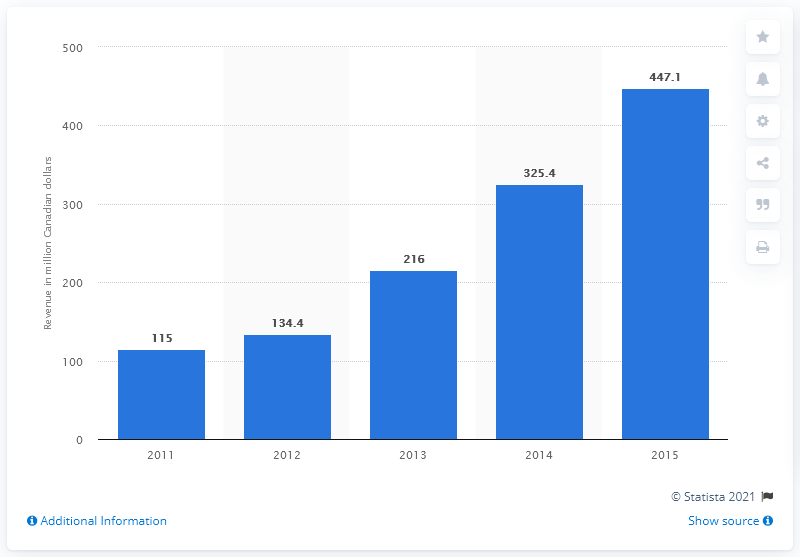 500
447.1
400
325.4
300
216
200
134.4
115
100
0
Revenue in million Canadian dollars
2011 2012 2013 2014 2015
© Statista 2021
Additional Information Show source